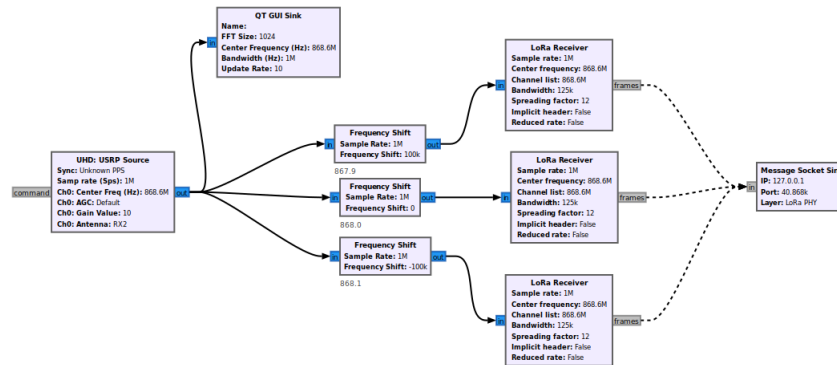 QT GUI Sink
Name:
FFT Size: 1024
Center Frequency (Hz): 868.6M
Bandwidth (Hz): 1M
Update Rate: 10
in
UHD: USRP Source
Sync: Unknown PPS
Samp rate (Sps): 1M
Ch0: Center Freq (Hz): 868.6M
Ch0: AGC: Default
Ch0: Gain Value: 10
Ch0: Antenna: RX2
command
out
Frequency Shift
Sample Rate: 1M
Frequency Shift: 100k
in
out
867.9
Frequency Shift
Sample Rate: 1M
Frequency Shift: 0
in
out
868.0
Frequency Shift
Sample Rate: 1M
Frequency Shift: -100k
in
out
868.1
LoRa Receiver
Sample rate: 1M
Center frequency: 868.6M
Channel list: 868.6M
Bandwidth: 125k
Spreading factor: 12
Implicit header: False
Reduced rate: False
in
frames
LoRa Receiver
Sample rate: 1M
Center frequency: 868.6M
Channel list: 868.6M
Bandwidth: 125k
Spreading factor: 12
Implicit header: False
Reduced rate: False
in
frames
LoRa Receiver
Sample rate: 1M
Center frequency: 868.6M
Channel list: 868.6M
Bandwidth: 125k
Spreading factor: 12
Implicit header: False
Reduced rate: False
in
frames
Message Socket Sin
IP: 127.0.0.1
Port: 40.868k
Layer: LoRa PHY
in